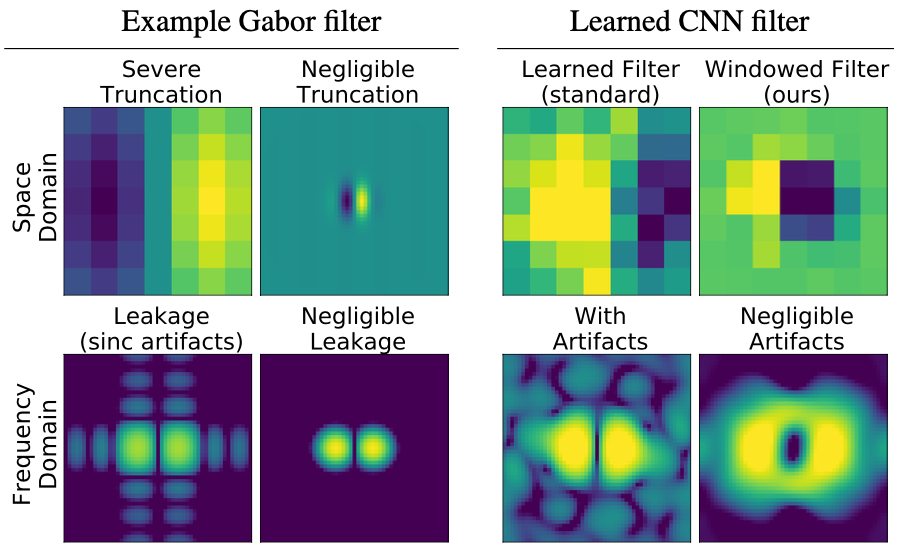 Example Gabor filter
Learned CNN filter
Severe
Truncation
Negligible
Truncation
Learned Filter
(standard)
Windowed Filter
(ours)
Space
Domain
Leakage
(sinc artifacts)
Negligible
Leakage
With
Artifacts
Negligible
Artifacts
Frequency
Domain